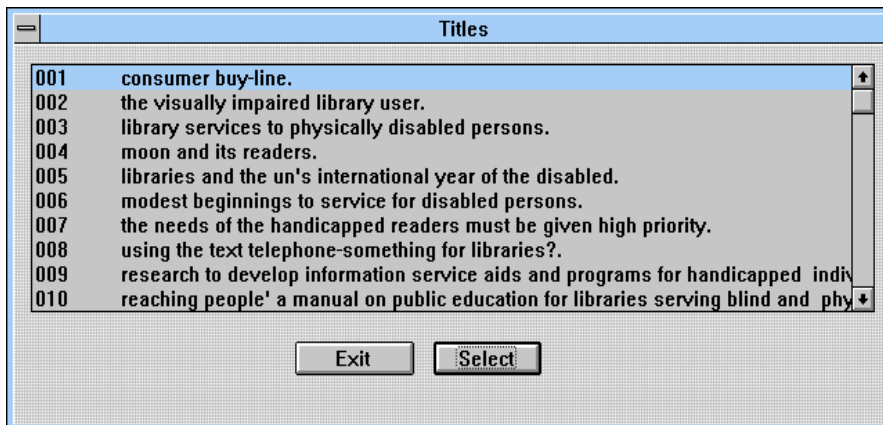 Titles
001 consumer buy-line.
002 the visually impaired library user.
003 library services to physically disabled persons.
004 moon and its readers.
005 libraries and the un's international year of the disabled.
006 modest beginnings to service for disabled persons.
007 the needs of the handicapped readers must be given high priority.
008 using the text telephone-something for libraries?.
009 research to develop information service aids and programs for handicapped indiv
010 reaching people' a manual on public education for libraries serving blind and phy
Exit Select